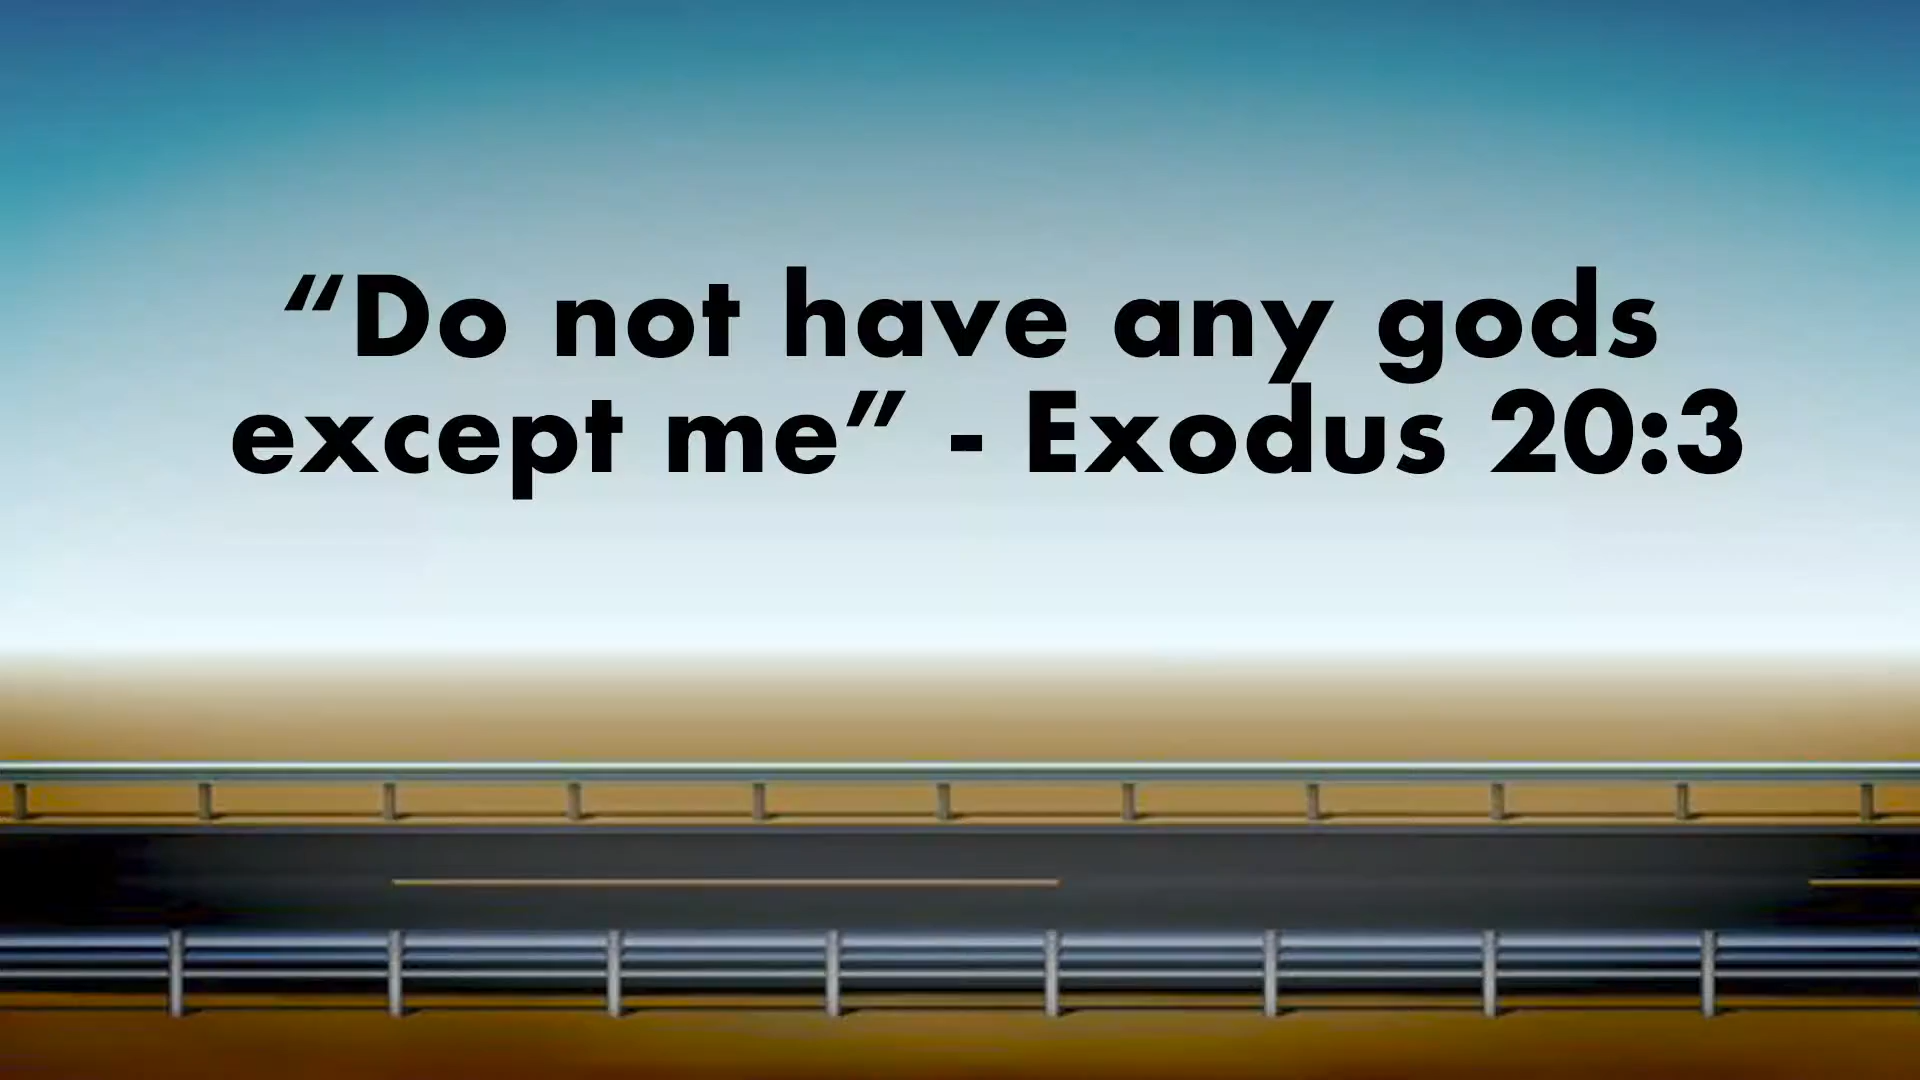 “Do not have any gods
except me” - Exodus 20:3